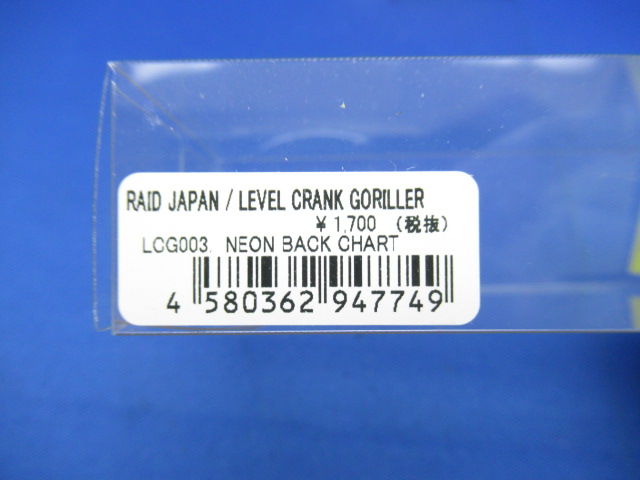 RAID JAPAN / LEVEL CRANK GORILLER
¥ 1,700 (税抜)
LCG003. NEON BACK CHART
4 580362 947749